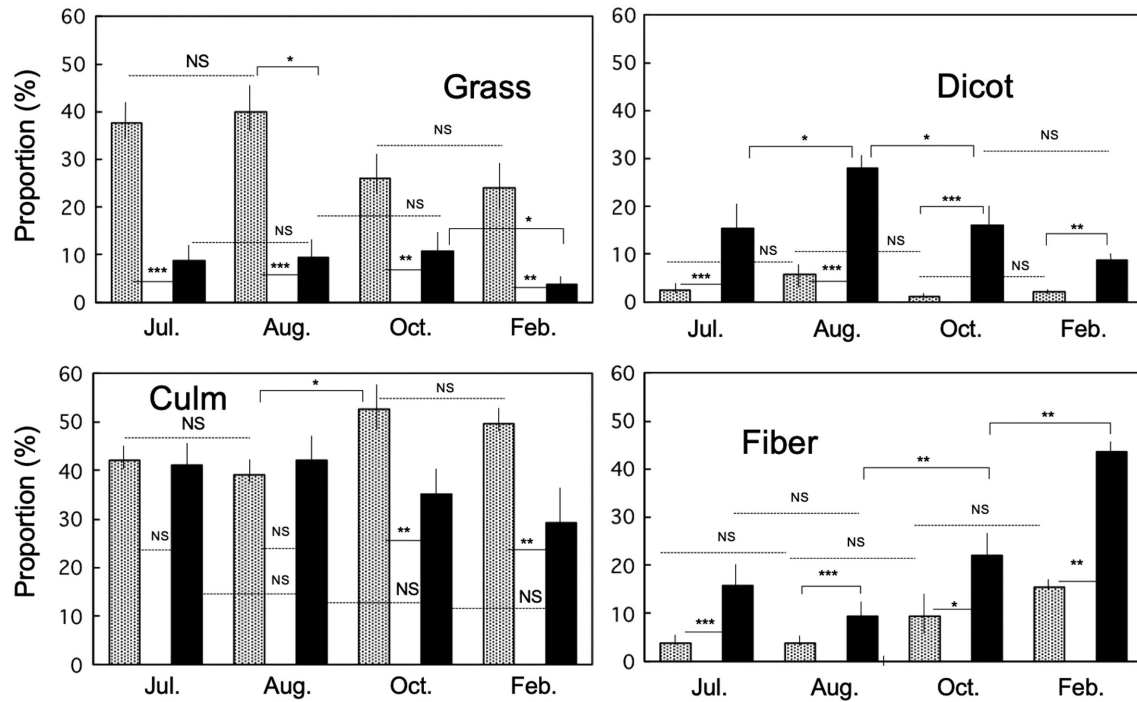 Grass
Proportion (%)
60
50
40
30
20
10
0
NS
*
NS
NS
NS
*
***
***
**
**
Jul. Aug. Oct. Feb.
Dicot
60
50
40
30
20
10
0
*
*
NS
***
**
NS
NS
NS
***
***
Jul. Aug. Oct. Feb.
Culm
Proportion (%)
60
50
40
30
20
10
0
*
NS
NS
NS
NS
**
**
NS
NS
NS
Jul. Aug. Oct. Feb.
Fiber
60
50
40
30
20
10
0
**
**
NS
NS
NS
NS
***
***
*
**
Jul. Aug. Oct. Feb.